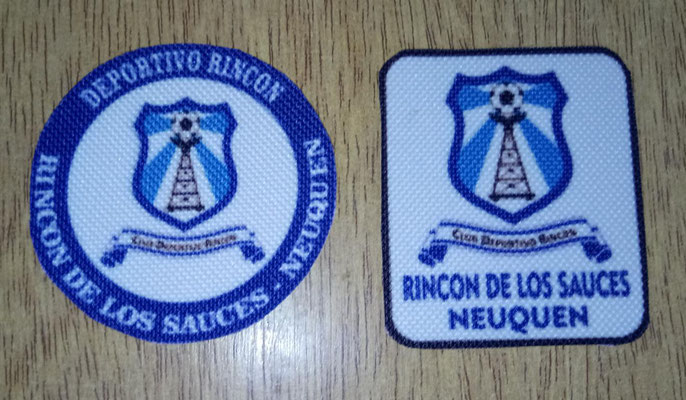 DEPORTIVO RINCON
CLUB DEPORTIVO RINCON
RINCON DE LOS SAUCES - NEUQUEN
CLUB DEPORTIVO RINCON
RINCON DE LOS SAUCES
NEUQUEN